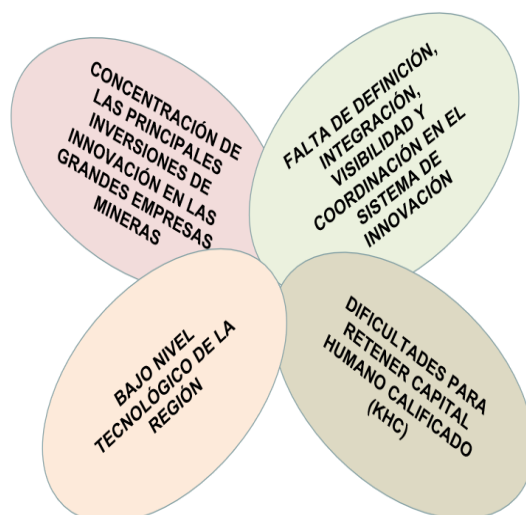 CONCENTRACIÓN DE
LAS PRINCIPALES
INVERSIONES DE
INNOVACIÓN EN LAS
GRANDES EMPRESAS
MINERAS
FALTA DE DEFINICIÓN,
INTEGRACIÓN,
VISIBILIDAD Y
COORDINACIÓN EN EL
SISTEMA DE
INNOVACIÓN
BAJO NIVEL
TECNOLÓGICO DE LA
REGIÓN
DIFICULTADES PARA
RETENER CAPITAL
HUMANO CALIFICADO
(KHC)